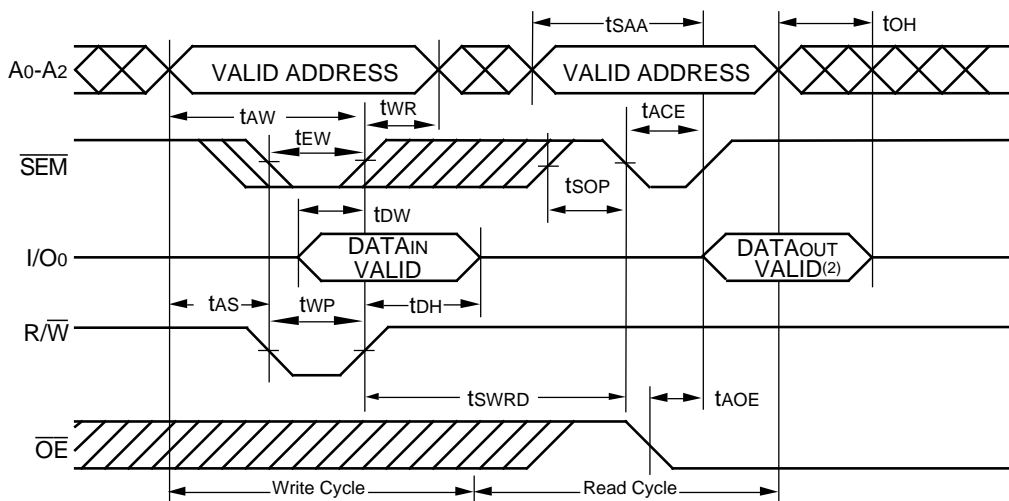 tSAA
tOH
A0-A2
VALID ADDRESS
VALID ADDRESS
tWR
tAW
tACE
tEW
SEM
tSOP
tDW
I/O0
DATAIN
VALID
DATAOUT
VALID(2)
tAS
tWP
tDH
R/W
tSWRD
tAOE
OE
Write Cycle
Read Cycle